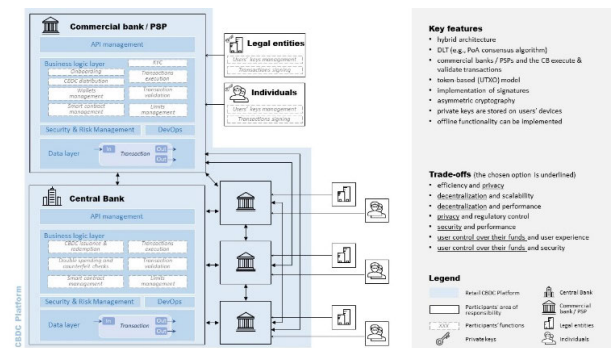 Commercial bank / PSP
API management
Business logic layer
KYC
Onboarding
Transactions
execution
CBDC distribution
Wallets
management
Transaction
validation
Smart contract
management
Limits
management
Security & Risk Management
DevOps
Data layer
In
Transaction
Out
Out
Legal entities
Users' keys management
Transactions signing
Individuals
Users' keys management
Transactions signing
Central Bank
API management
Business logic layer
CBDC issuance &
redemption
Transactions
execution
Double spending and
counterfeit checks
Transaction
validation
Smart contract
management
Limits
management
Security & Risk Management
DevOps
Data layer
In
Transaction
Out
Out
CBDC Platform
Key features
• hybrid architecture
• DLT (e.g., PoA consensus algorithm)
• commercial banks / PSPs and the CB execute &
validate transactions
• token based (UTXO) model
• implementation of signatures
• asymmetric cryptography
• private keys are stored on users' devices
• offline functionality can be implemented
Trade-offs (the chosen option is underlined)
• efficiency and privacy
• decentralization and scalability
• decentralization and performance
• privacy and regulatory control
• security and performance
• user control over their funds and user experience
• user control over their funds and security
Legend
Retail CBDC Platform
Central Bank
Participants' area of
responsibility
Commercial
bank / PSP
XXX
Participants' functions
Legal entities
Private keys
Individuals